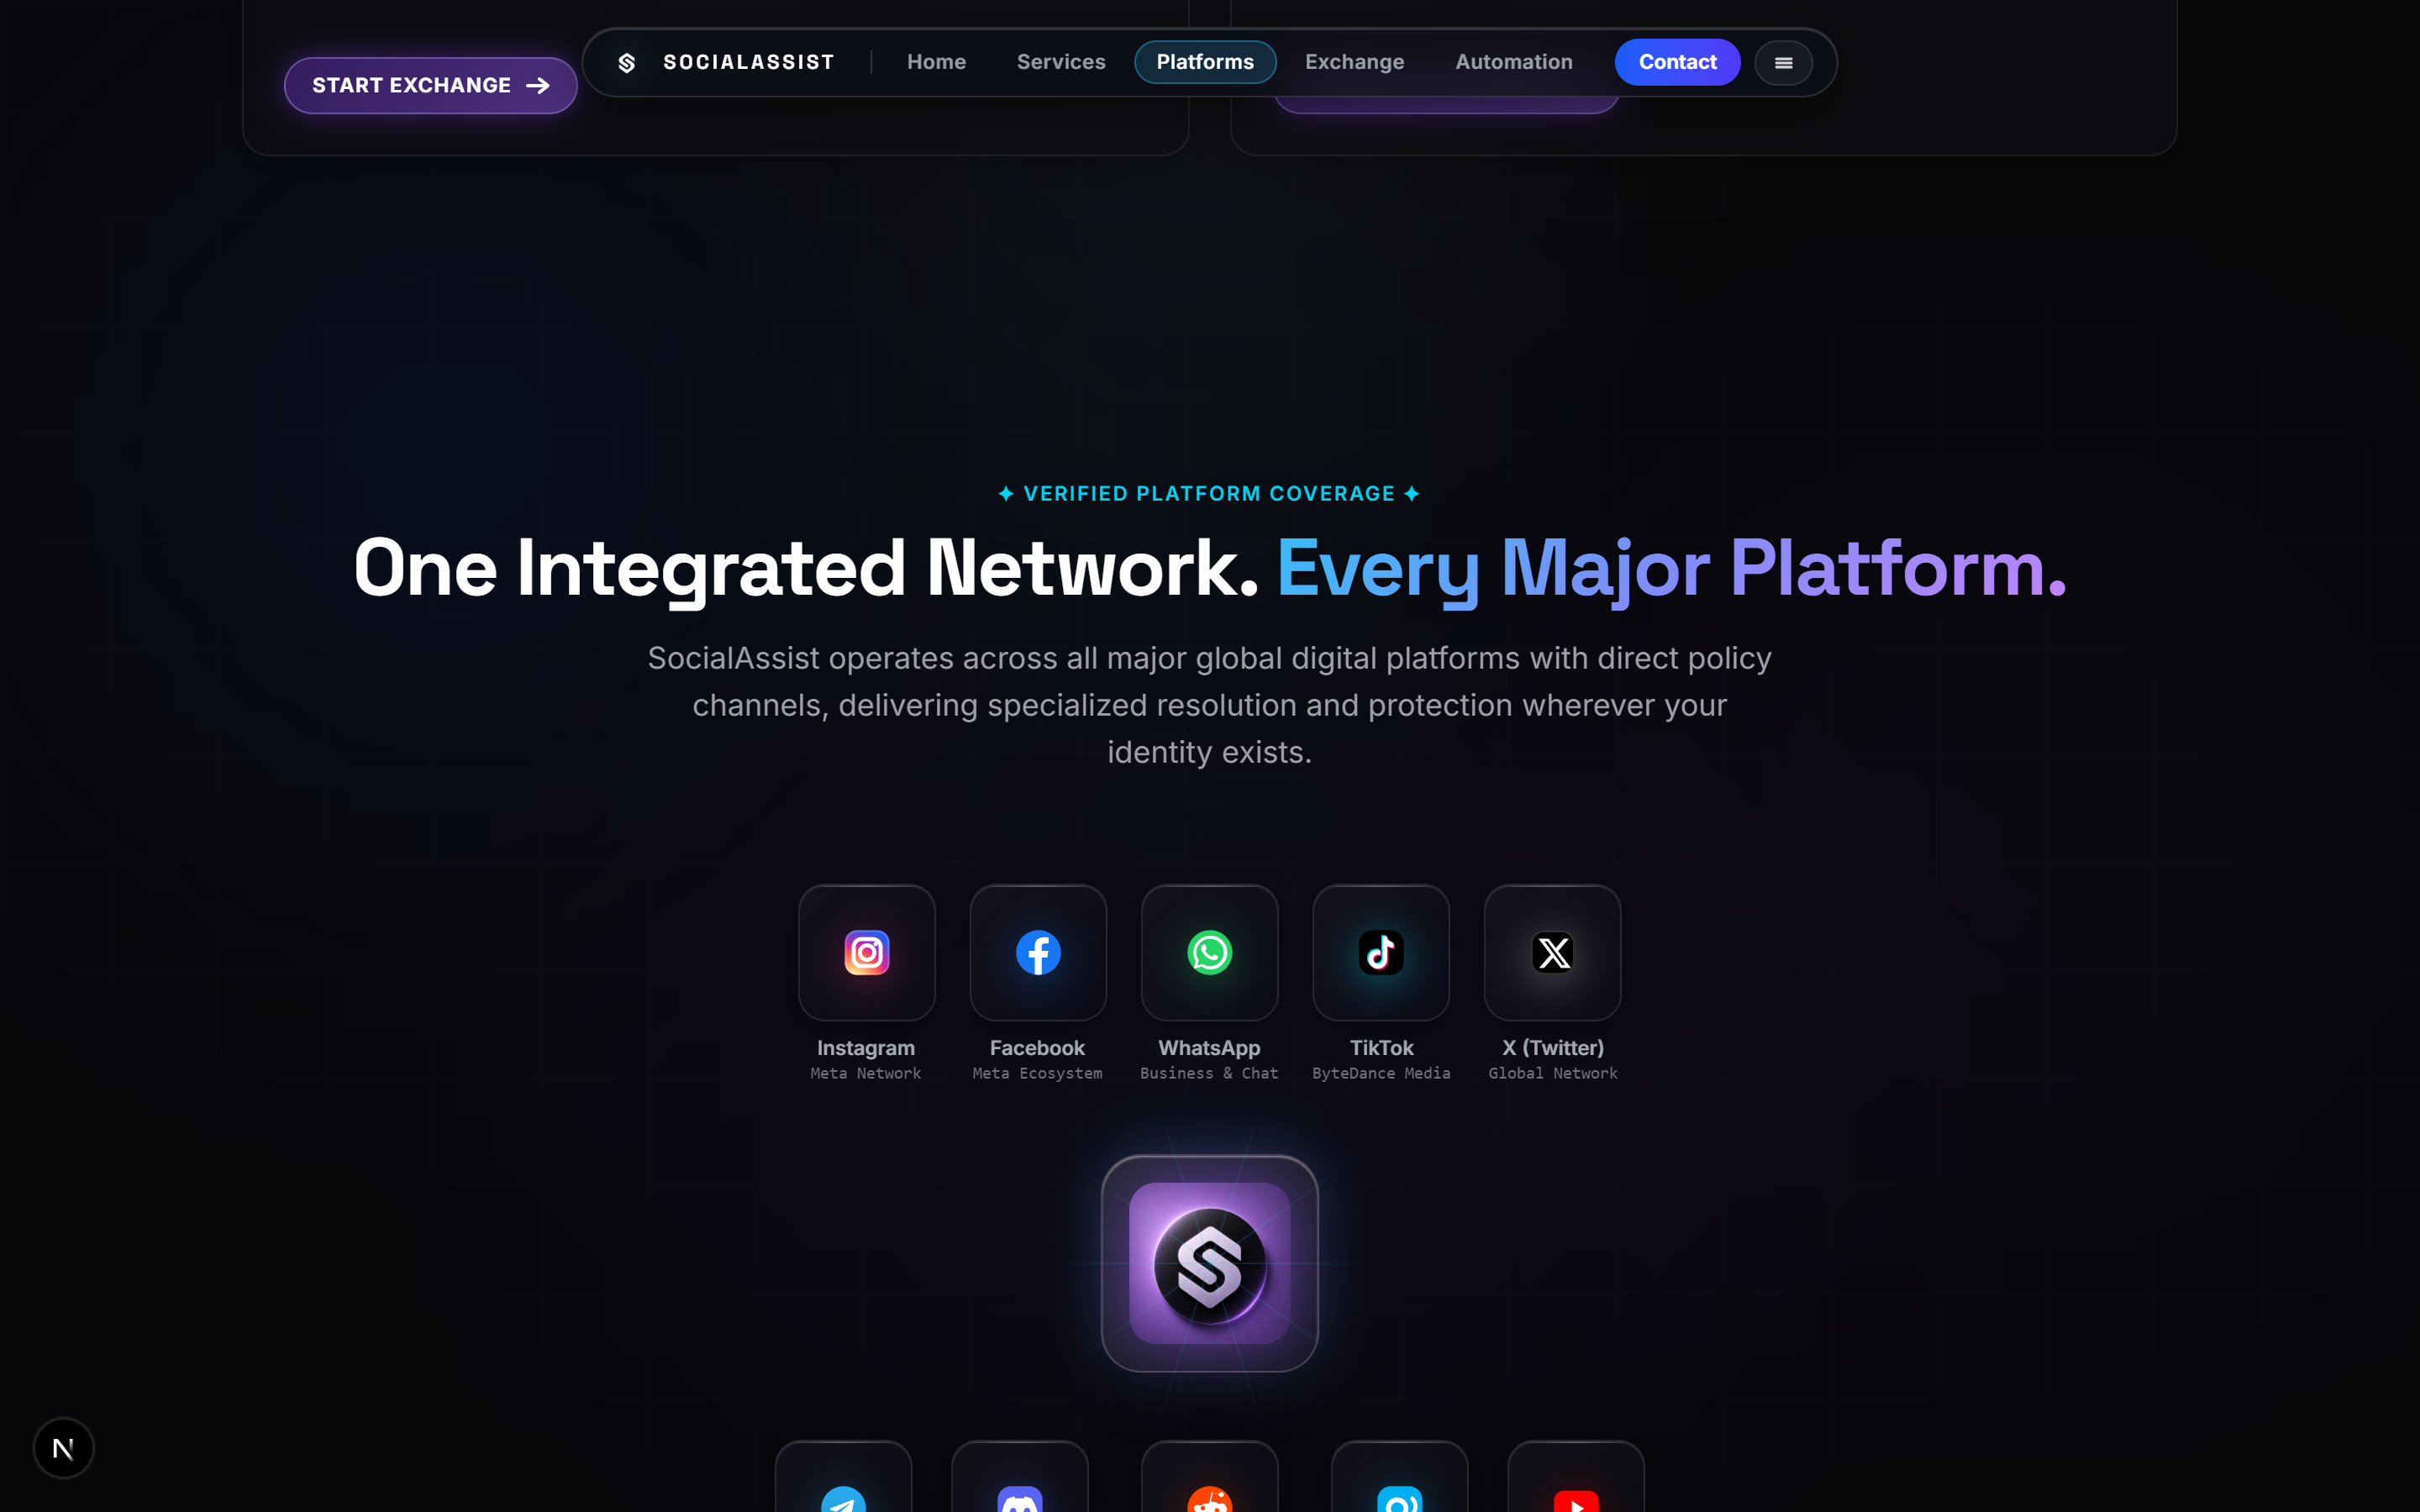 START EXCHANGE →
SOCIALASSIST
Home
Services
Platforms
Exchange
Automation
Contact
✦ VERIFIED PLATFORM COVERAGE ✦
One Integrated Network. Every Major Platform.
SocialAssist operates across all major global digital platforms with direct policy
channels, delivering specialized resolution and protection wherever your
identity exists.
Instagram
Meta Network
Facebook
Meta Ecosystem
WhatsApp
Business & Chat
TikTok
ByteDance Media
X (Twitter)
Global Network
N